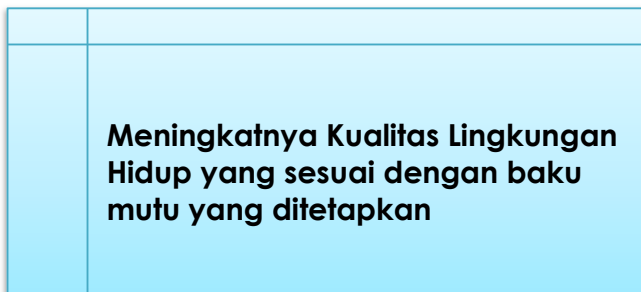 Meningkatnya Kualitas Lingkungan
Hidup yang sesuai dengan baku
mutu yang ditetapkan